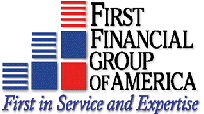 FIRST
FINANCIAL
GROUP
OF AMERICA
First in Service and Expertise